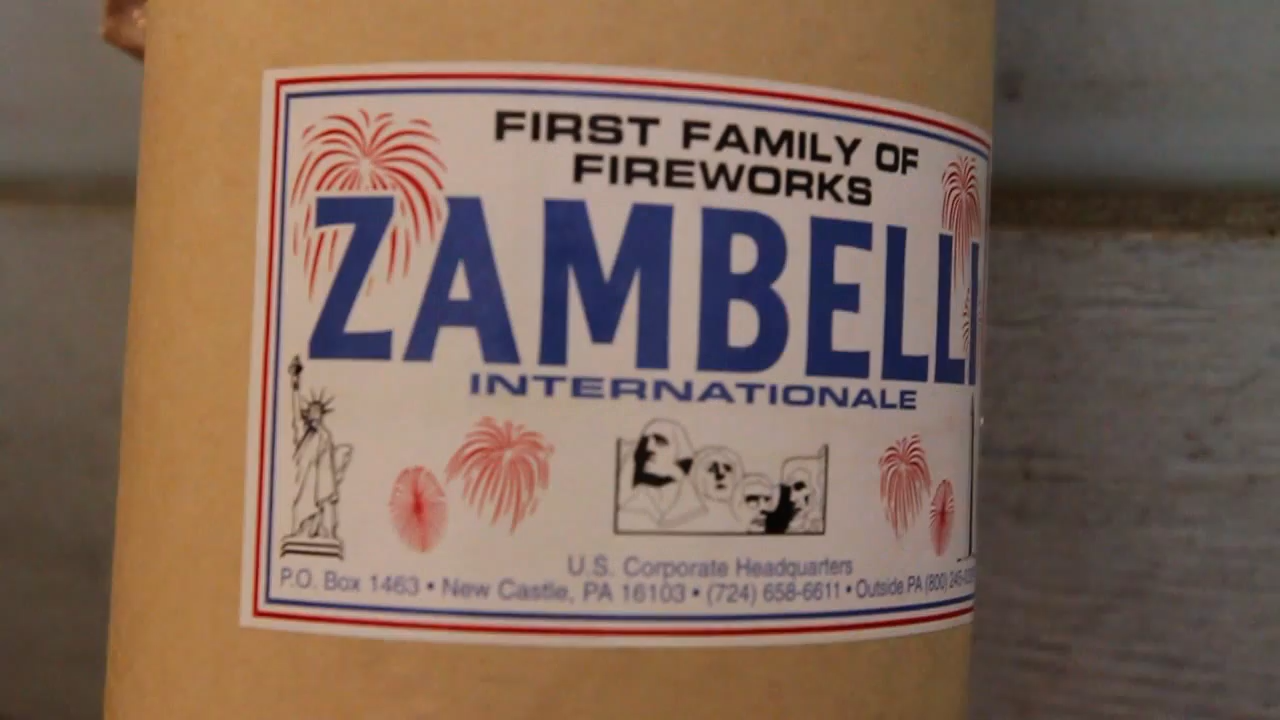 FIRST FAMILY OF
FIREWORKS
ZAMBELLI
INTERNATIONALE
U.S. Corporate Headquarters
P.O. Box 1463 • New Castle, PA 16103 • (724) 658-6611 • Outside PA (800)